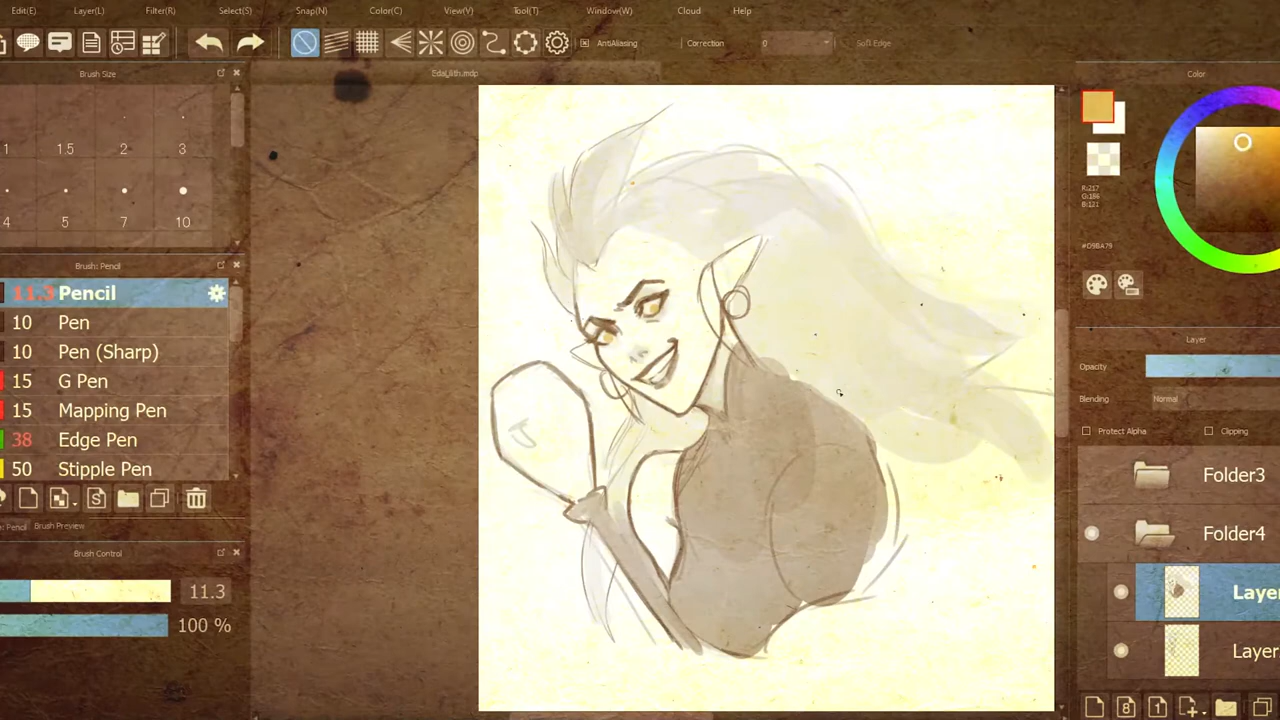 Edit(E) Layer(L) Filter(R) Select(S) Snap(N) Color(C) View(V) Tool(T) Window(W) Cloud Help
AntiAliasing Correction 0 Soft Edge
Brush Size
Edalyith.mdp
Color
1 1.5 2 3
4 5 7 10
R:217
G:186
B:121
#D9BA79
Brush: Pencil
11.3 Pencil
10 Pen
10 Pen (Sharp)
15 G Pen
15 Mapping Pen
38 Edge Pen
50 Stipple Pen
: Pencil Brush Preview
Brush Control
11.3
100 %
Layer
Opacity
Blending Normal
Protect Alpha Clipping
Folder3
Folder4
Layer
Layer
8 1